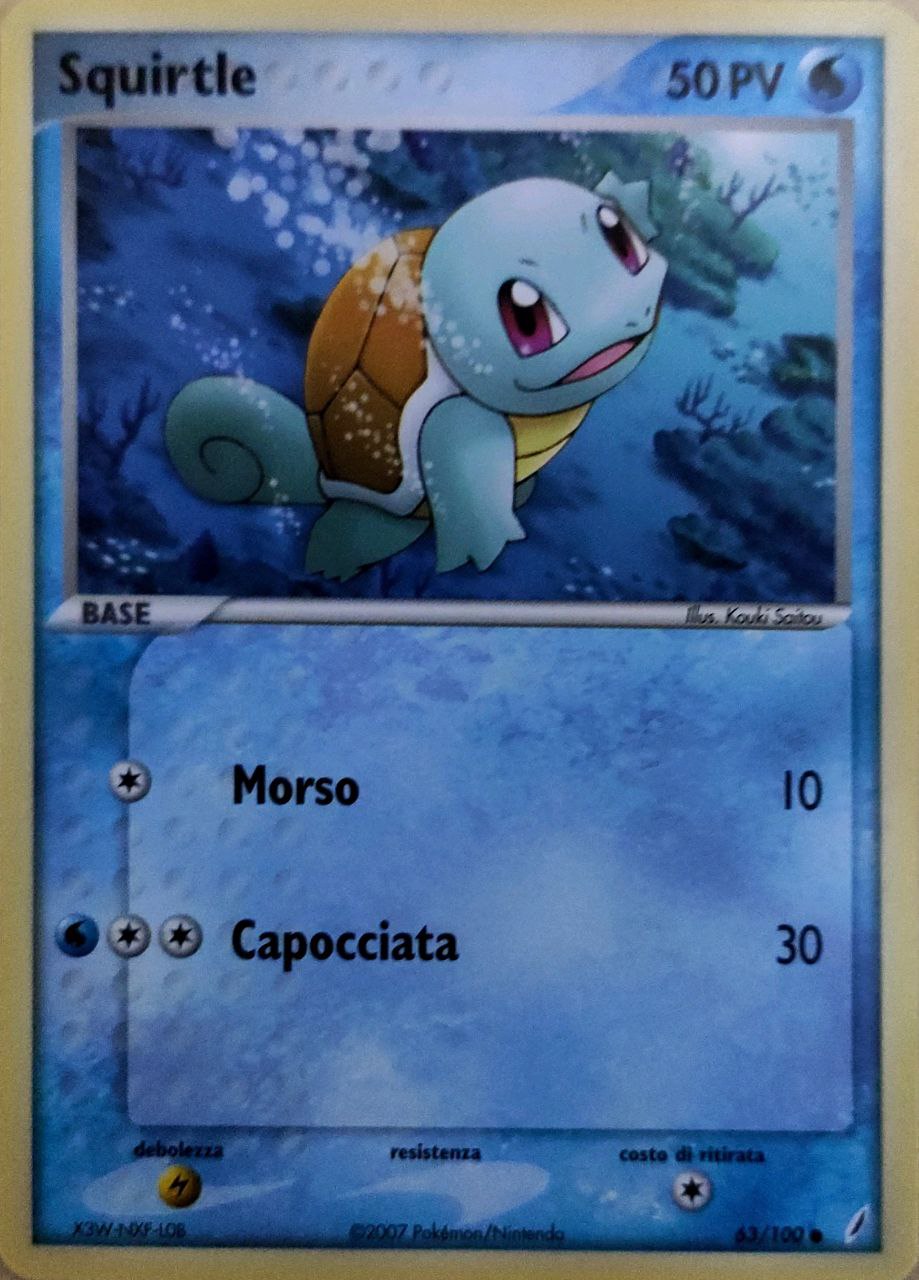 Squirtle 50 PV
BASE Illus. Kouki Saitou
Morso 10
Capocciata 30
debolezza resistenza costo di ritirata
X3W-NXF-L0B ©2007 Pokémon/Nintendo 63/100